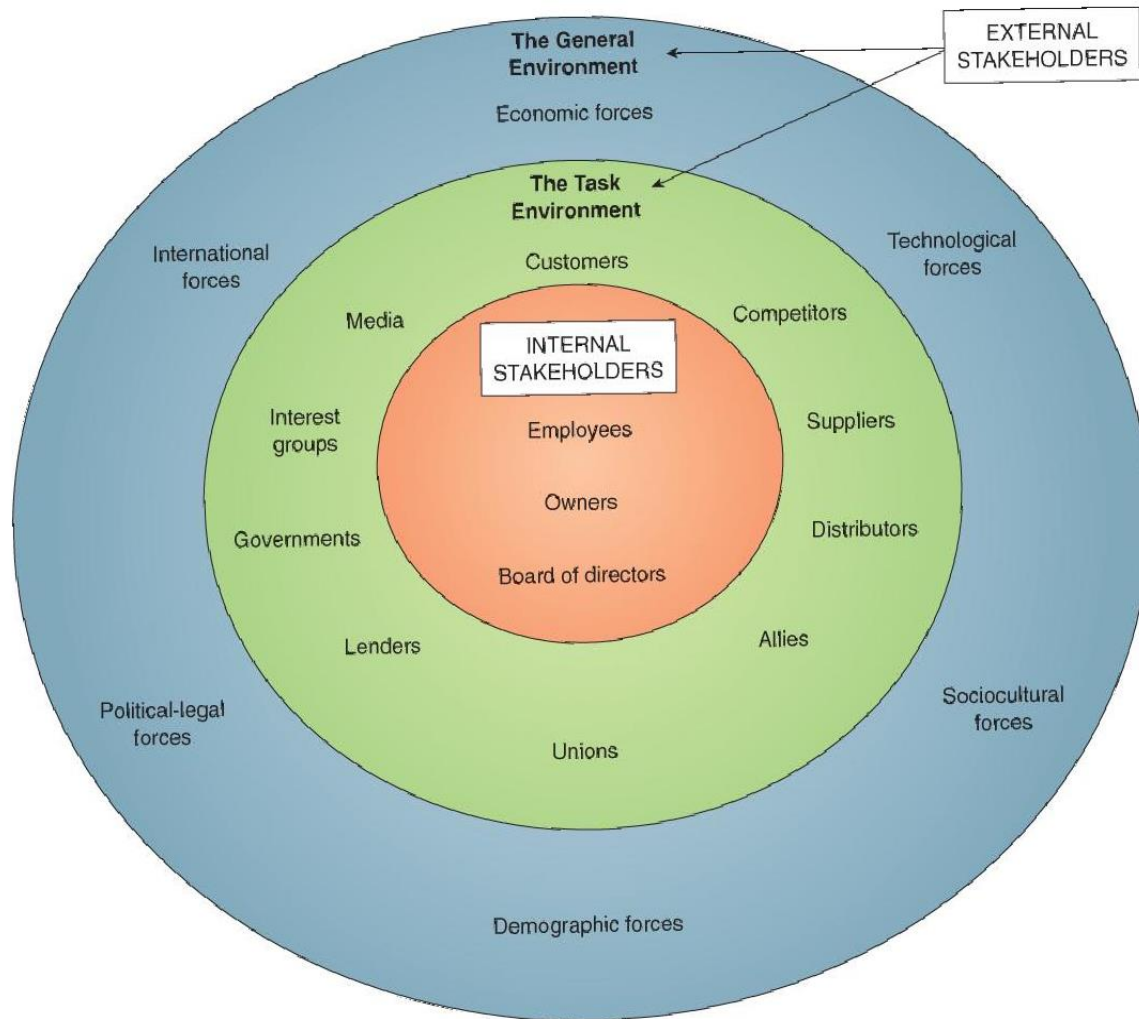 EXTERNAL
STAKEHOLDERS
The General
Environment
Economic forces
The Task
Environment
International
forces
Technological
forces
Customers
Media
Competitors
INTERNAL
STAKEHOLDERS
Interest
groups
Employees
Suppliers
Owners
Governments
Distributors
Board of directors
Lenders
Allies
Political-legal
forces
Sociocultural
forces
Unions
Demographic forces